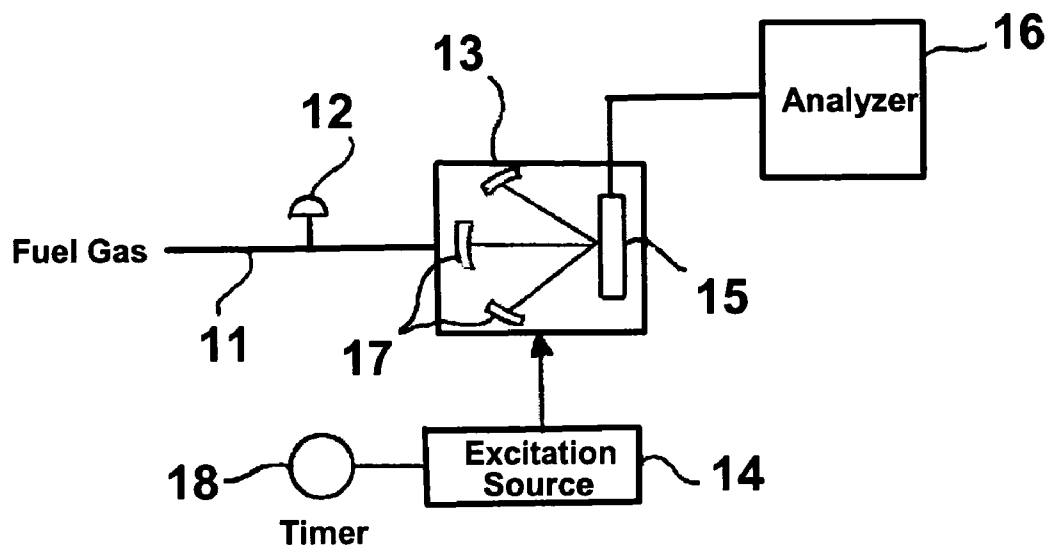 16
13
Analyzer
12
Fuel Gas
15
11
17
Excitation
Source
18
14
Timer